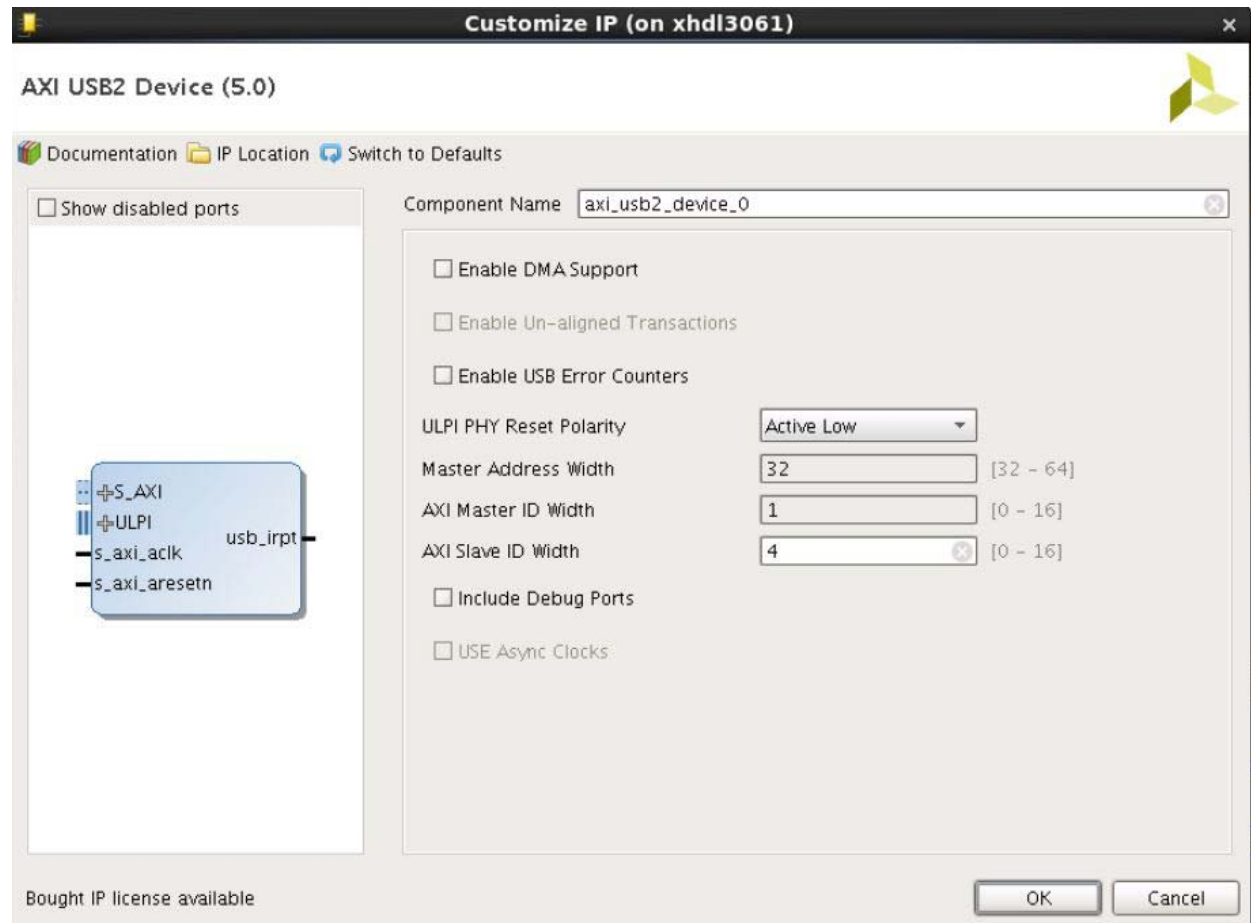 Customize IP (on xhdl3061)
AXI USB2 Device (5.0)
Documentation IP Location Switch to Defaults
Show disabled ports
S_AXI
ULPI
s_axi_aclk
s_axi_aresetn
usb_irpt
Component Name axi_usb2_device_0
Enable DMA Support
Enable Un-aligned Transactions
Enable USB Error Counters
ULPI PHY Reset Polarity Active Low
Master Address Width 32 [32 - 64]
AXI Master ID Width 1 [0 - 16]
AXI Slave ID Width 4 [0 - 16]
Include Debug Ports
USE Async Clocks
Bought IP license available
OK Cancel